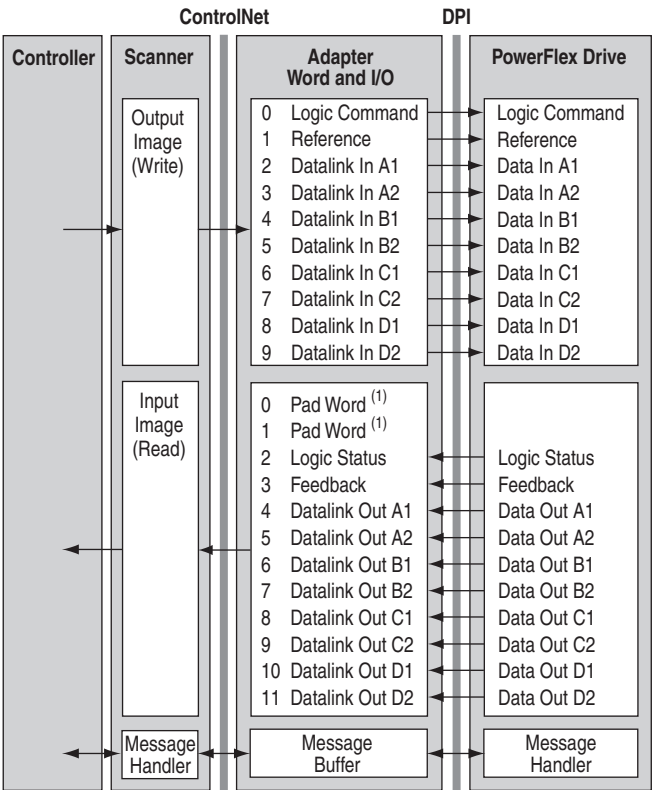 ControlNet DPI
Controller Scanner Adapter PowerFlex Drive
Word and I/O
Output
Image
(Write)
0 Logic Command Logic Command
1 Reference Reference
2 Datalink In A1 Data In A1
3 Datalink In A2 Data In A2
4 Datalink In B1 Data In B1
5 Datalink In B2 Data In B2
6 Datalink In C1 Data In C1
7 Datalink In C2 Data In C2
8 Datalink In D1 Data In D1
9 Datalink In D2 Data In D2
Input
Image
(Read)
0 Pad Word (1)
1 Pad Word (1)
2 Logic Status Logic Status
3 Feedback Feedback
4 Datalink Out A1 Data Out A1
5 Datalink Out A2 Data Out A2
6 Datalink Out B1 Data Out B1
7 Datalink Out B2 Data Out B2
8 Datalink Out C1 Data Out C1
9 Datalink Out C2 Data Out C2
10 Datalink Out D1 Data Out D1
11 Datalink Out D2 Data Out D2
Message Message Message
Handler Buffer Handler